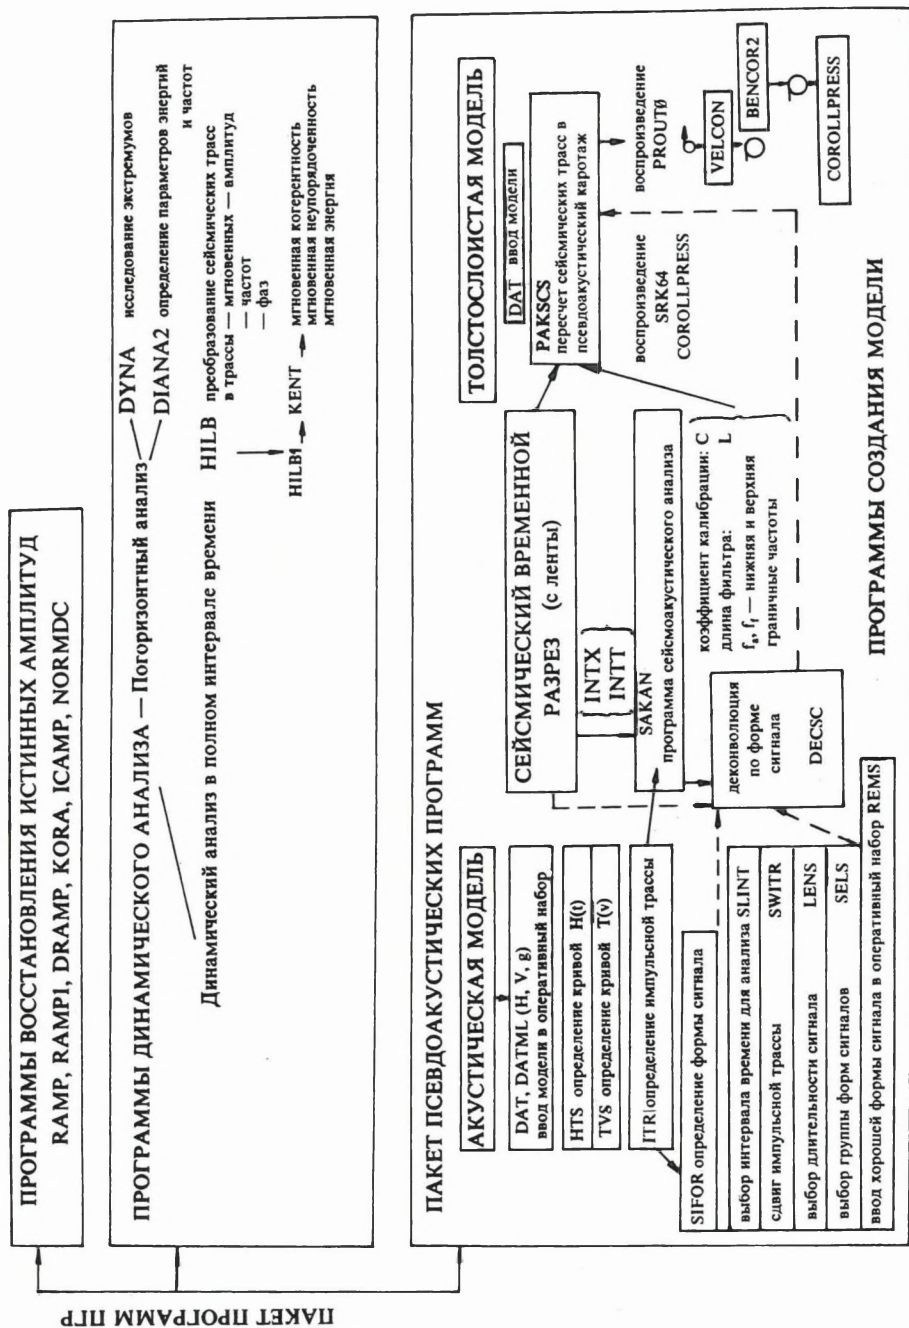 ПАКЕТ ПРОГРАММ ПГР
ПРОГРАММЫ ВОССТАНОВЛЕНИЯ ИСТИННЫХ АМПЛИТУД
RAMP, RAMP1, DRAMP, KORA, ICAMP, NORMDC
ПРОГРАММЫ ДИНАМИЧЕСКОГО АНАЛИЗА — Погоризонтный анализ
DYNA исследование экстремумов
DIANA2 определение параметров энергий
и частот
Динамический анализ в полном интервале времени
HILB преобразование сейсмических трасс
в трассы — мгновенных — амплитуд
— частот
— фаз
HILB1 → KENT → мгновенная когерентность
мгновенная неупорядоченность
мгновенная энергия
ПАКЕТ ПСЕВДОАКУСТИЧЕСКИХ ПРОГРАММ
АКУСТИЧЕСКАЯ МОДЕЛЬ
DAT, DATML (H, V, g)
ввод модели в оперативный набор
HTS определение кривой H(t)
TVS определение кривой T(v)
ITR определение импульсной трассы
SIFOR определение формы сигнала
выбор интервала времени для анализа SLINT
сдвиг импульсной трассы SWITR
выбор длительности сигнала LENS
выбор группы форм сигналов SELS
ввод хорошей формы сигнала в оперативный набор REMS
СЕЙСМИЧЕСКИЙ ВРЕМЕННОЙ
РАЗРЕЗ (с ленты)
INTX
INTT
SAKAN
программа сейсмоакустического анализа
деконволюция
по форме
сигнала
DECSC
коэффициент калибрации: C
длина фильтра: L
нижняя и верхняя
граничные частоты
ТОЛСТОСЛОИСТАЯ МОДЕЛЬ
DAT ввод модели
PAKSCS
пересчет сейсмических трасс в
псевдоакустический каротаж
воспроизведение
SRK64
COROLLPRESS
воспроизведение
PROUTØ
VELCON
BENCOR2
COROLLPRESS
ПРОГРАММЫ СОЗДАНИЯ МОДЕЛИ